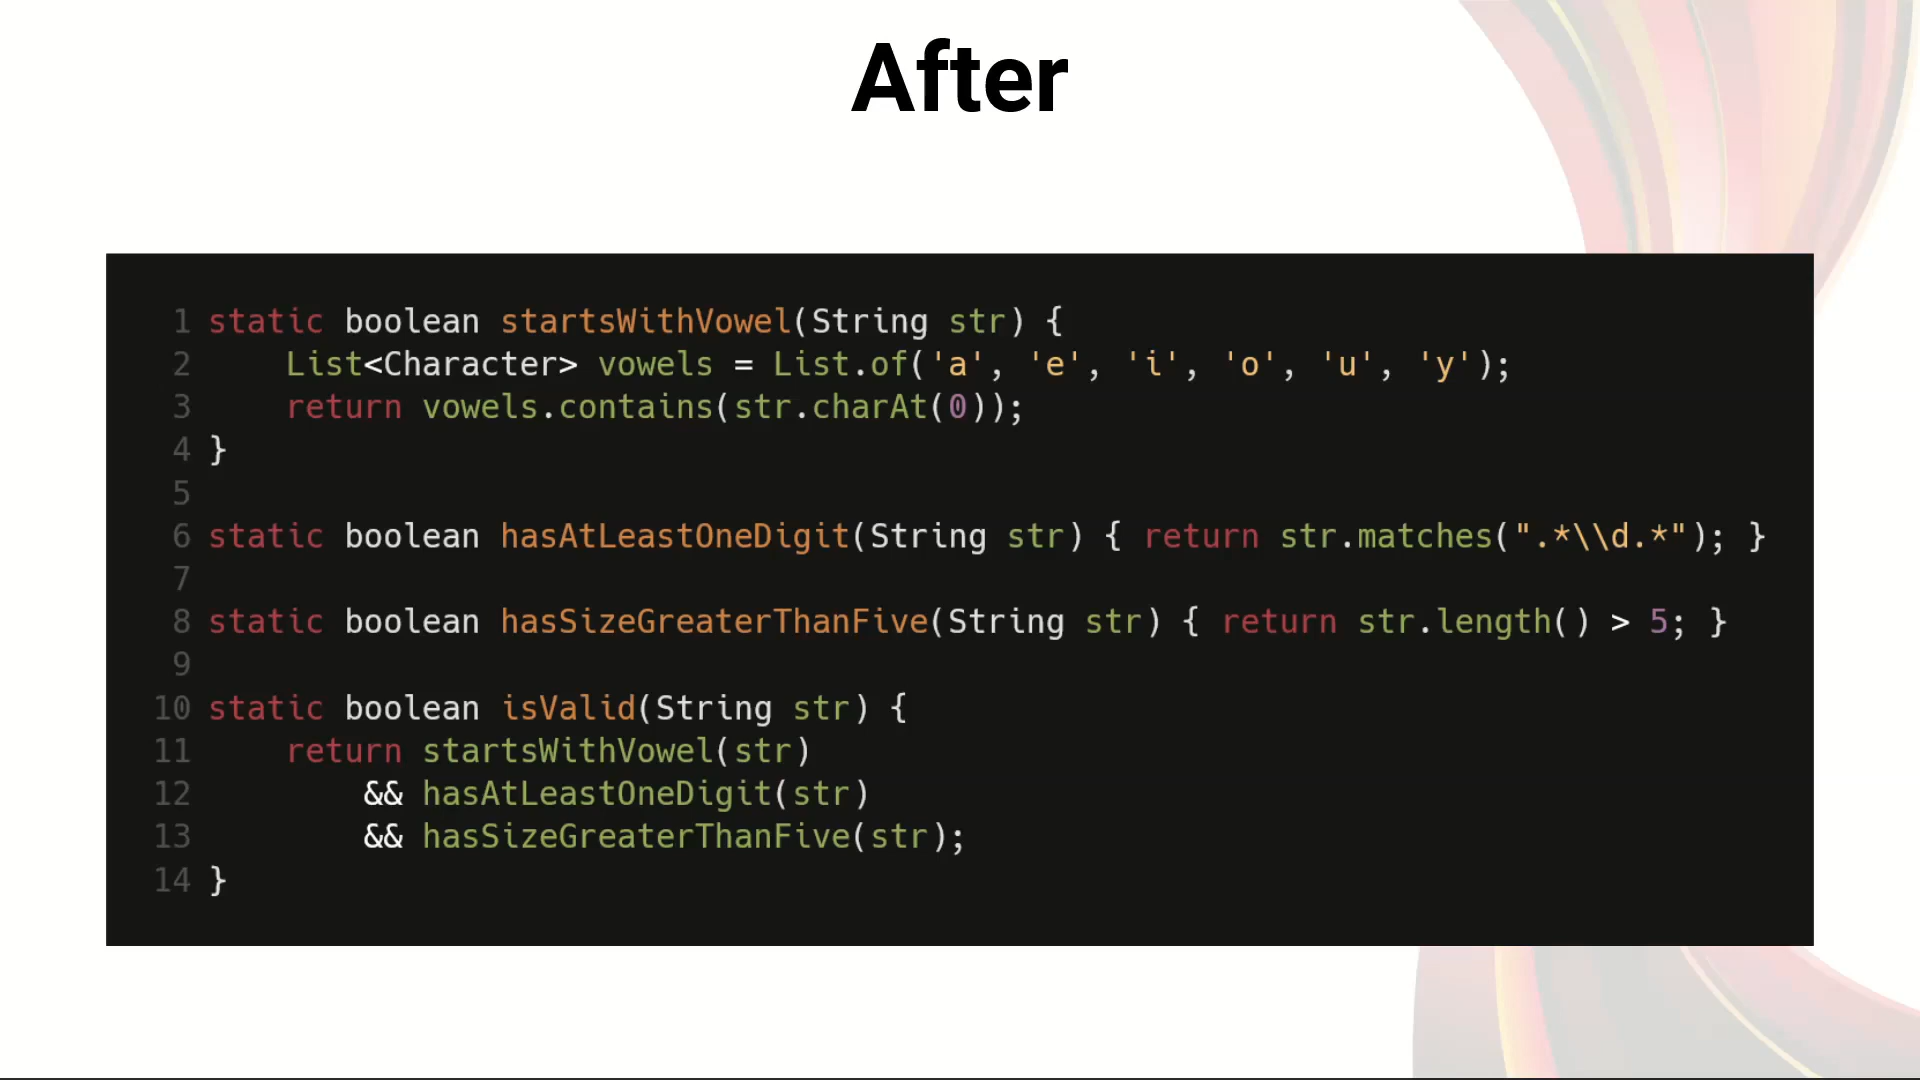 After
1 static boolean startsWithVowel(String str) {
2     List<Character> vowels = List.of('a', 'e', 'i', 'o', 'u', 'y');
3     return vowels.contains(str.charAt(0));
4 }
5
6 static boolean hasAtLeastOneDigit(String str) { return str.matches(".*\\d.*"); }
7
8 static boolean hasSizeGreaterThanFive(String str) { return str.length() > 5; }
9
10 static boolean isValid(String str) {
11     return startsWithVowel(str)
12         && hasAtLeastOneDigit(str)
13         && hasSizeGreaterThanFive(str);
14 }